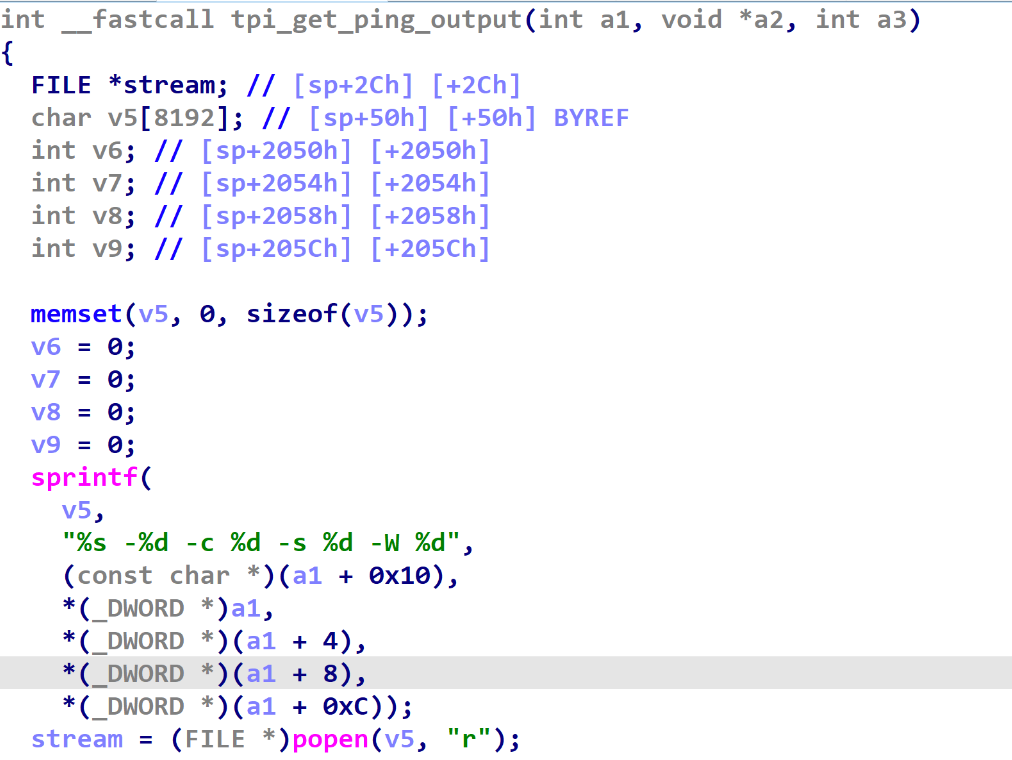 int __fastcall tpi_get_ping_output(int a1, void *a2, int a3)
{
  FILE *stream; // [sp+2Ch] [+2Ch]
  char v5[8192]; // [sp+50h] [+50h] BYREF
  int v6; // [sp+2050h] [+2050h]
  int v7; // [sp+2054h] [+2054h]
  int v8; // [sp+2058h] [+2058h]
  int v9; // [sp+205Ch] [+205Ch]

  memset(v5, 0, sizeof(v5));
  v6 = 0;
  v7 = 0;
  v8 = 0;
  v9 = 0;
  sprintf(
    v5,
    "%s -%d -c %d -s %d -W %d",
    (const char *)(a1 + 0x10),
    *(_DWORD *)a1,
    *(_DWORD *)(a1 + 4),
    *(_DWORD *)(a1 + 8),
    *(_DWORD *)(a1 + 0xC));
  stream = (FILE *)popen(v5, "r");